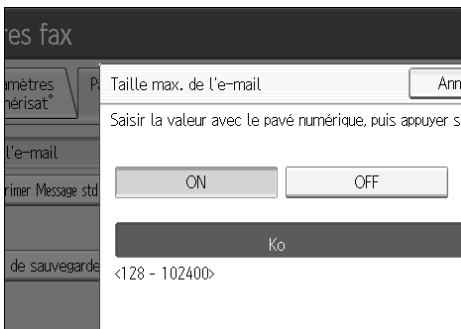 res fax
amètres
nérisat°
Pa
Taille max. de l'e-mail
Ann
Saisir la valeur avec le pavé numérique, puis appuyer s
l'e-mail
ON
OFF
rimer Message std
Ko
de sauvegarde
<128 - 102400>